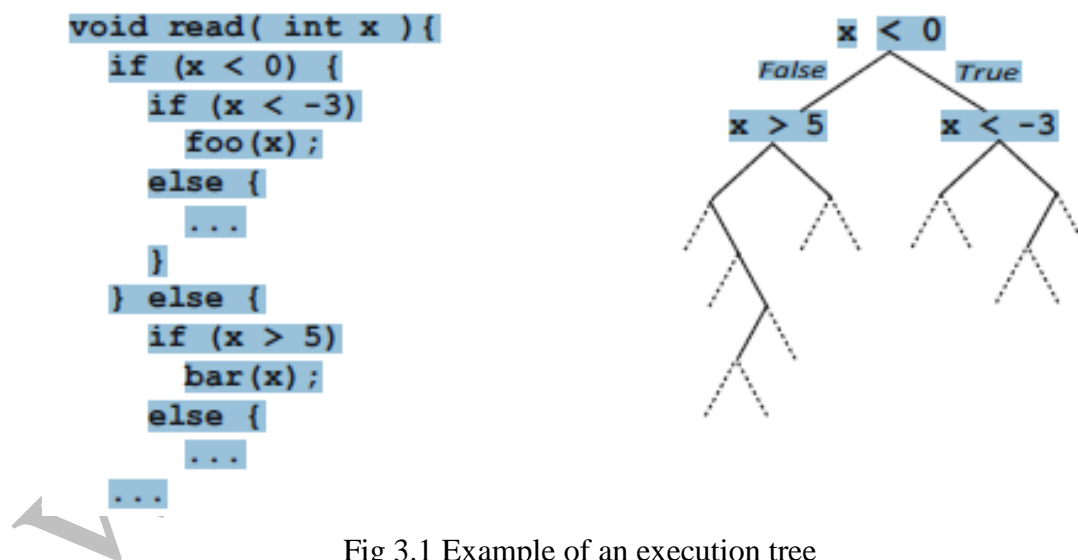 void read( int x ){
if (x < 0) {
if (x < -3)
foo(x);
else {
...
}
} else {
if (x > 5)
bar(x);
else {
...
...
x < 0
False True
x > 5 x < -3
Fig 3.1 Example of an execution tree